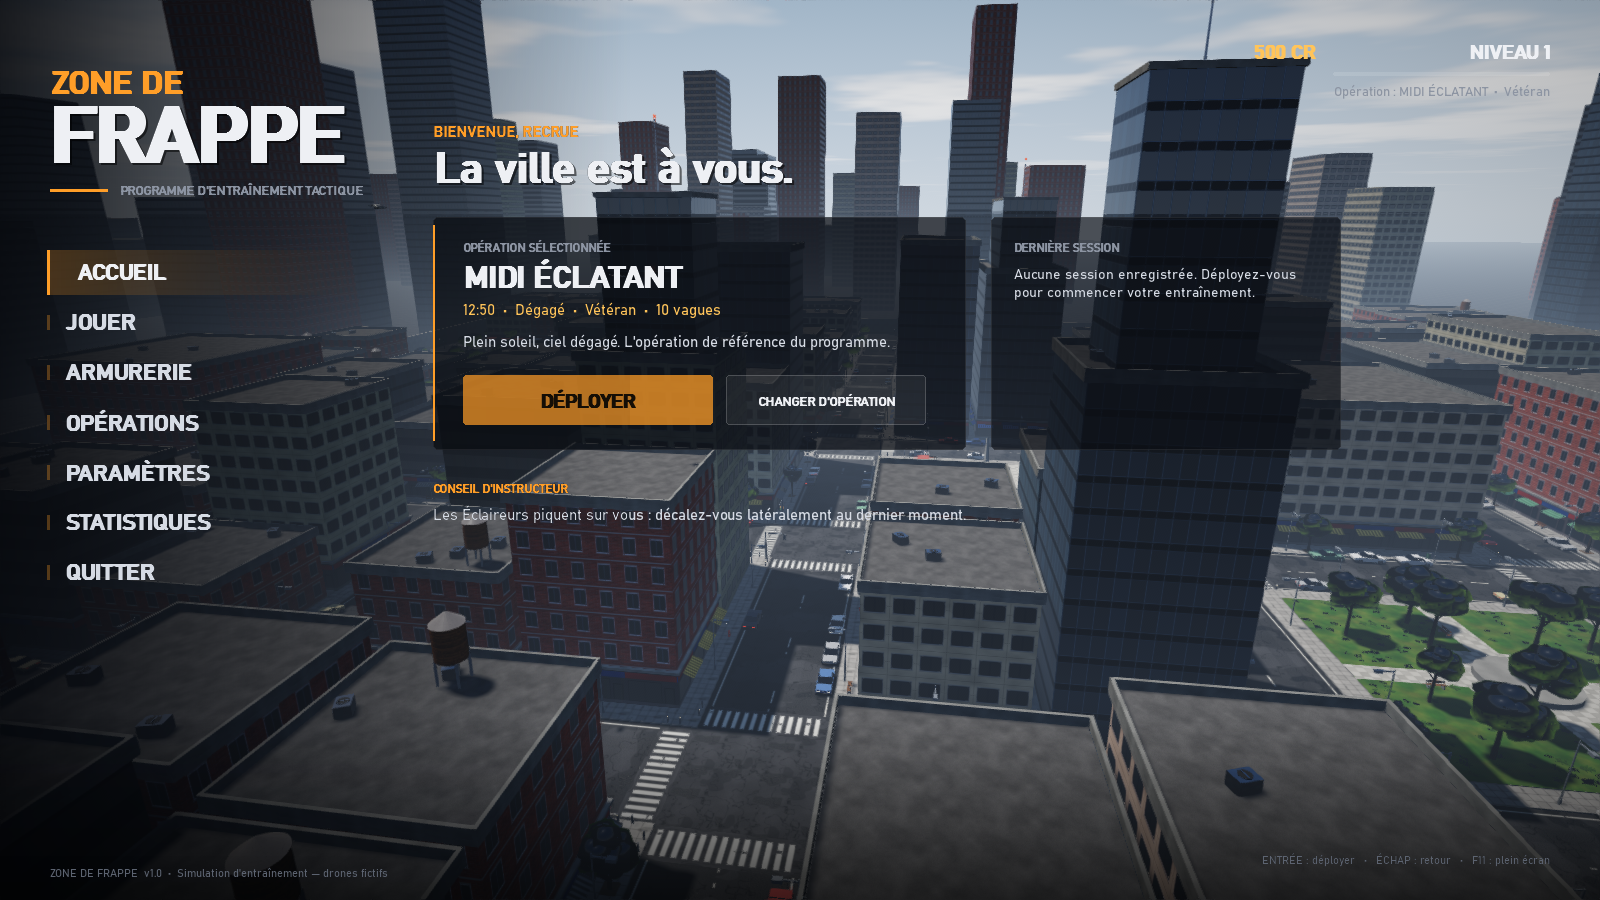 ZONE DE
FRAPPE
PROGRAMME D'ENTRAÎNEMENT TACTIQUE
500 CR
NIVEAU 1
Opération : MIDI ÉCLATANT • Vétéran
ACCUEIL
JOUER
ARMURERIE
OPÉRATIONS
PARAMÈTRES
STATISTIQUES
QUITTER
BIENVENUE, RECRUE
La ville est à vous.
OPÉRATION SÉLECTIONNÉE
MIDI ÉCLATANT
12:50 • Dégagé • Vétéran • 10 vagues
Plein soleil, ciel dégagé. L'opération de référence du programme.
DÉPLOYER
CHANGER D'OPÉRATION
DERNIÈRE SESSION
Aucune session enregistrée. Déployez-vous
pour commencer votre entraînement.
CONSEIL D'INSTRUCTEUR
Les Éclaireurs piquent sur vous : décalez-vous latéralement au dernier moment.
ZONE DE FRAPPE v1.0 • Simulation d'entraînement — drones fictifs
ENTRÉE : déployer • ÉCHAP : retour • F11 : plein écran